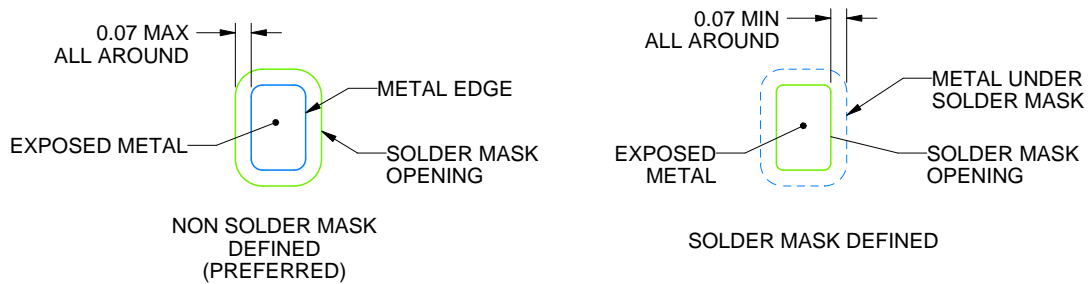 0.07 MAX
ALL AROUND
METAL EDGE
EXPOSED METAL
SOLDER MASK
OPENING
NON SOLDER MASK
DEFINED
(PREFERRED)
0.07 MIN
ALL AROUND
METAL UNDER
SOLDER MASK
EXPOSED
METAL
SOLDER MASK
OPENING
SOLDER MASK DEFINED